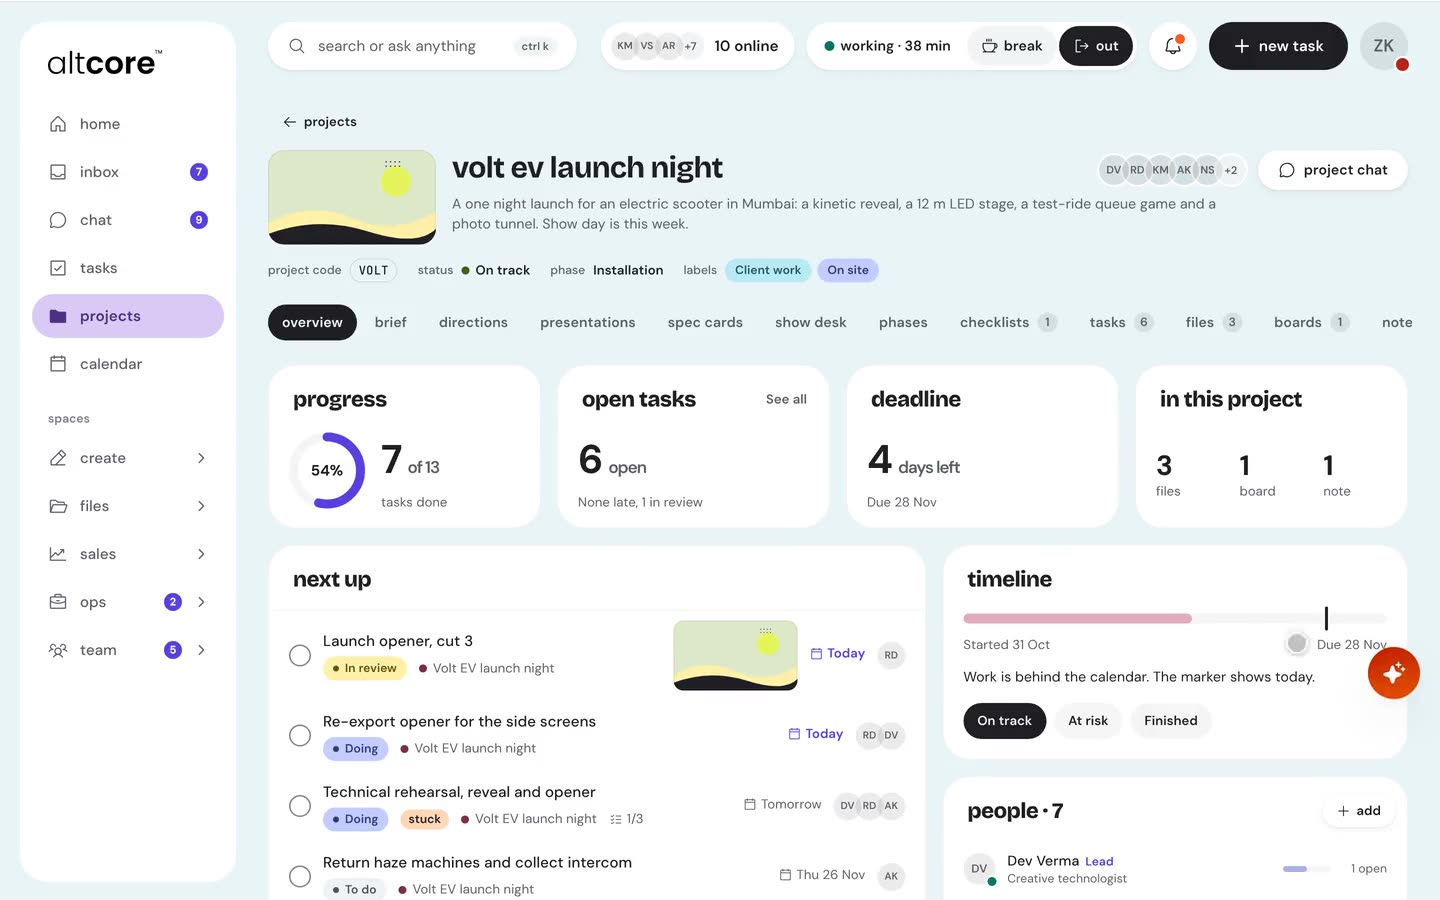 altcore™
search or ask anything ctrl k
KM VS AR +7 10 online
working · 38 min break out
new task
ZK
home
inbox 7
chat 9
tasks
projects
calendar
spaces
create
files
sales
ops 2
team 5
projects
volt ev launch night
A one night launch for an electric scooter in Mumbai: a kinetic reveal, a 12 m LED stage, a test-ride queue game and a
photo tunnel. Show day is this week.
DV RD KM AK NS +2 project chat
project code VOLT status On track phase Installation labels Client work On site
overview brief directions presentations spec cards show desk phases checklists 1 tasks 6 files 3 boards 1 note
progress
54% 7 of 13
tasks done
open tasks See all
6 open
None late, 1 in review
deadline
4 days left
Due 28 Nov
in this project
3 1 1
files board note
next up
Launch opener, cut 3
In review Volt EV launch night
Today RD
Re-export opener for the side screens
Doing Volt EV launch night
Today RD DV
Technical rehearsal, reveal and opener
Doing stuck Volt EV launch night 1/3
Tomorrow DV RD AK
Return haze machines and collect intercom
To do Volt EV launch night
Thu 26 Nov AK
timeline
Started 31 Oct Due 28 Nov
Work is behind the calendar. The marker shows today.
On track At risk Finished
people · 7 add
DV Dev Verma Lead
Creative technologist
1 open